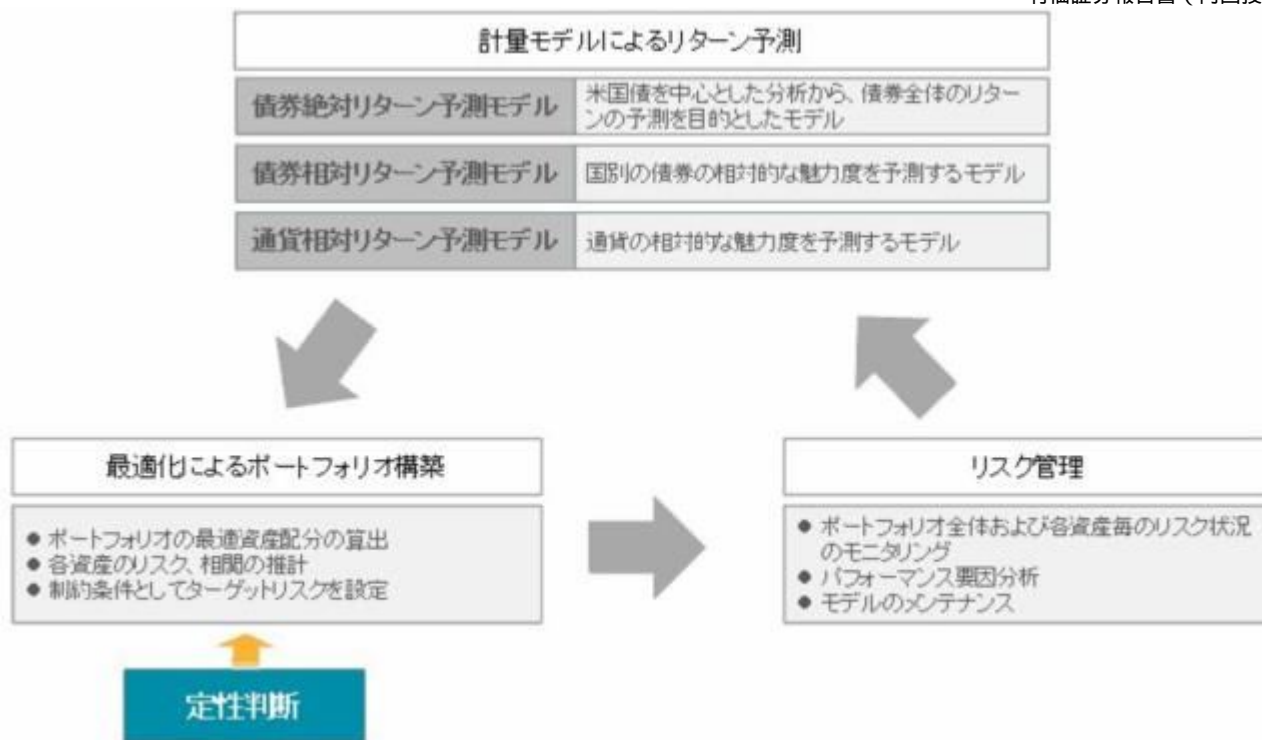 計量モデルによるリターン予測
債券絶対リターン予測モデル
米国債を中心とした分析から、債券全体のリター
ンの予測を目的としたモデル
債券相対リターン予測モデル
国別の債券の相対的な魅力度を予測するモデル
通貨相対リターン予測モデル
通貨の相対的な魅力度を予測するモデル
最適化によるポートフォリオ構築
● ポートフォリオの最適資産配分の算出
● 各資産のリスク、相関の推計
● 制約条件としてターゲットリスクを設定
定性判断
リスク管理
● ポートフォリオ全体および各資産毎のリスク状況
のモニタリング
● パフォーマンス要因分析
● モデルのメンテナンス